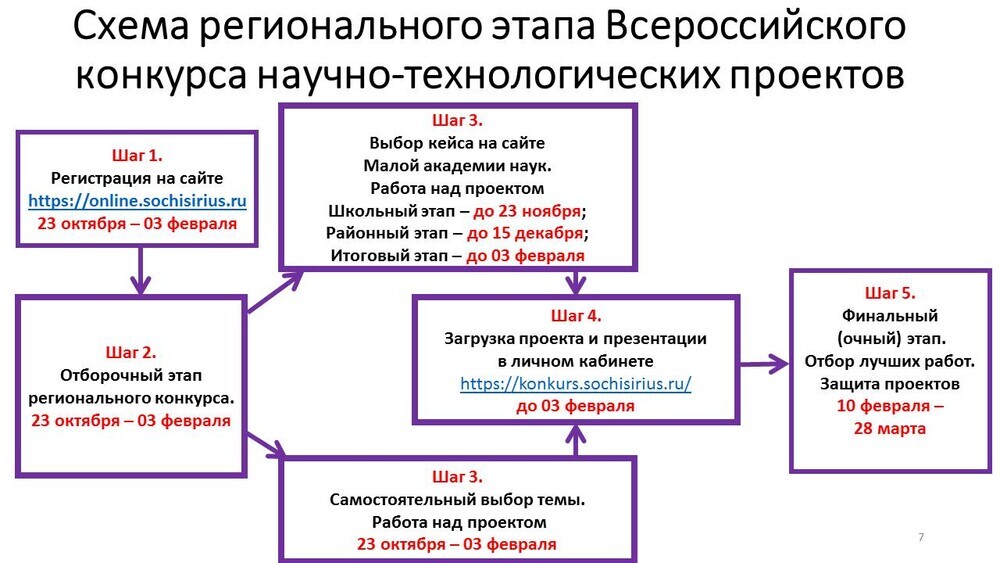 Схема регионального этапа Всероссийского
конкурса научно-технологических проектов
Шаг 1.
Регистрация на сайте
https://online.sochisirius.ru
23 октября – 03 февраля
Шаг 2.
Отборочный этап
регионального конкурса.
23 октября – 03 февраля
Шаг 3.
Выбор кейса на сайте
Малой академии наук.
Работа над проектом
Школьный этап – до 23 ноября;
Районный этап – до 15 декабря;
Итоговый этап – до 03 февраля
Шаг 3.
Самостоятельный выбор темы.
Работа над проектом
23 октября – 03 февраля
Шаг 4.
Загрузка проекта и презентации
в личном кабинете
https://konkurs.sochisirius.ru/
до 03 февраля
Шаг 5.
Финальный
(очный) этап.
Отбор лучших работ.
Защита проектов
10 февраля –
28 марта
7